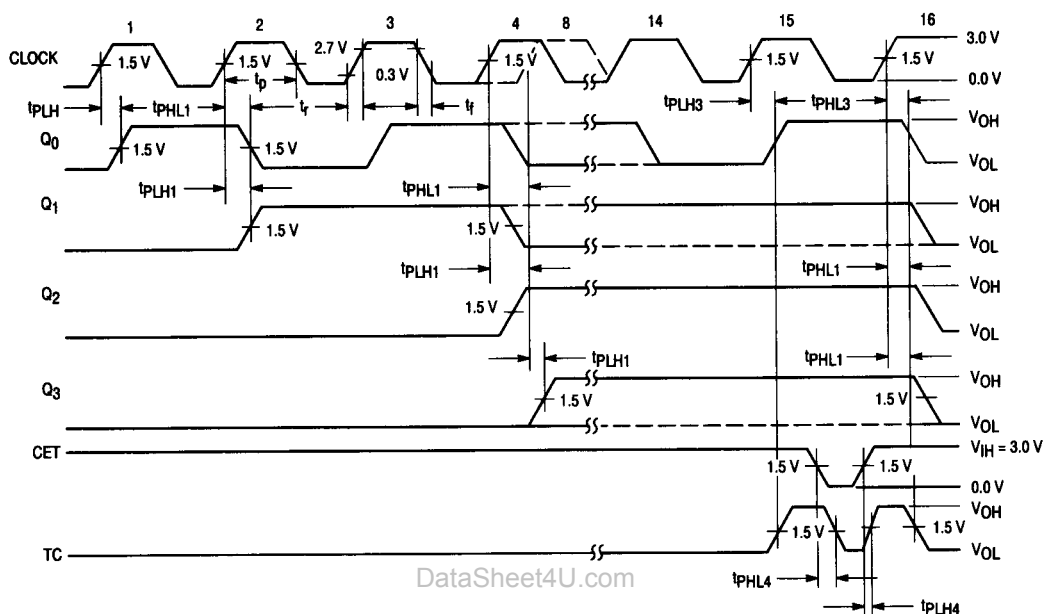 1 2 3 4 8 14 15 16
CLOCK 1.5 V 1.5 V 2.7 V 0.3 V 1.5 V 1.5 V 1.5 V 3.0 V
0.0 V
tp
tPLH tPHL1 tr tf tPLH3 tPHL3
Q0 1.5 V 1.5 V VOH
VOL
tPLH1 tPHL1
Q1 1.5 V 1.5 V VOH
VOL
tPLH1 tPHL1
Q2 1.5 V VOH
VOL
tPLH1 tPHL1
Q3 1.5 V 1.5 V VOH
VOL
CET 1.5 V 1.5 V VIH = 3.0 V
0.0 V
TC 1.5 V 1.5 V VOH
VOL
DataSheet4U.com
tPHL4
tPLH4